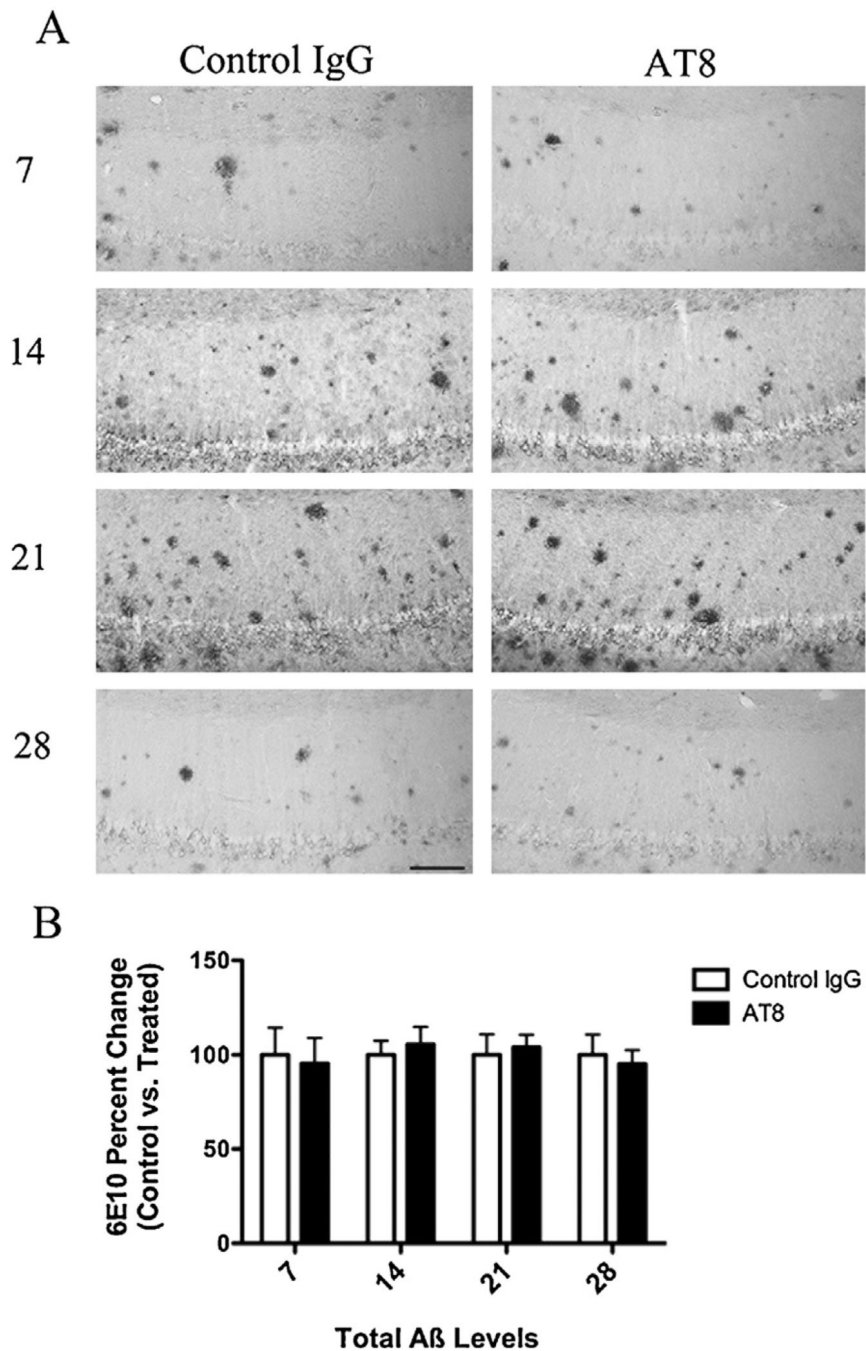 A
Control IgG AT8
7
14
21
28
B
6E10 Percent Change
(Control vs. Treated)
150
100
50
0
7 14 21 28
Total Aß Levels
Control IgG
AT8